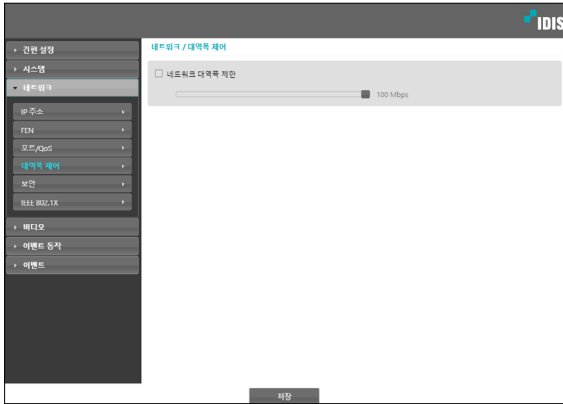 IDIS
간편 설정
시스템
네트워크
IP 주소
FEN
포트/QoS
대역폭 제어
보안
IEEE 802.1X
비디오
이벤트 동작
이벤트
네트워크 / 대역폭 제어
네트워크 대역폭 제한
100 Mbps
저장